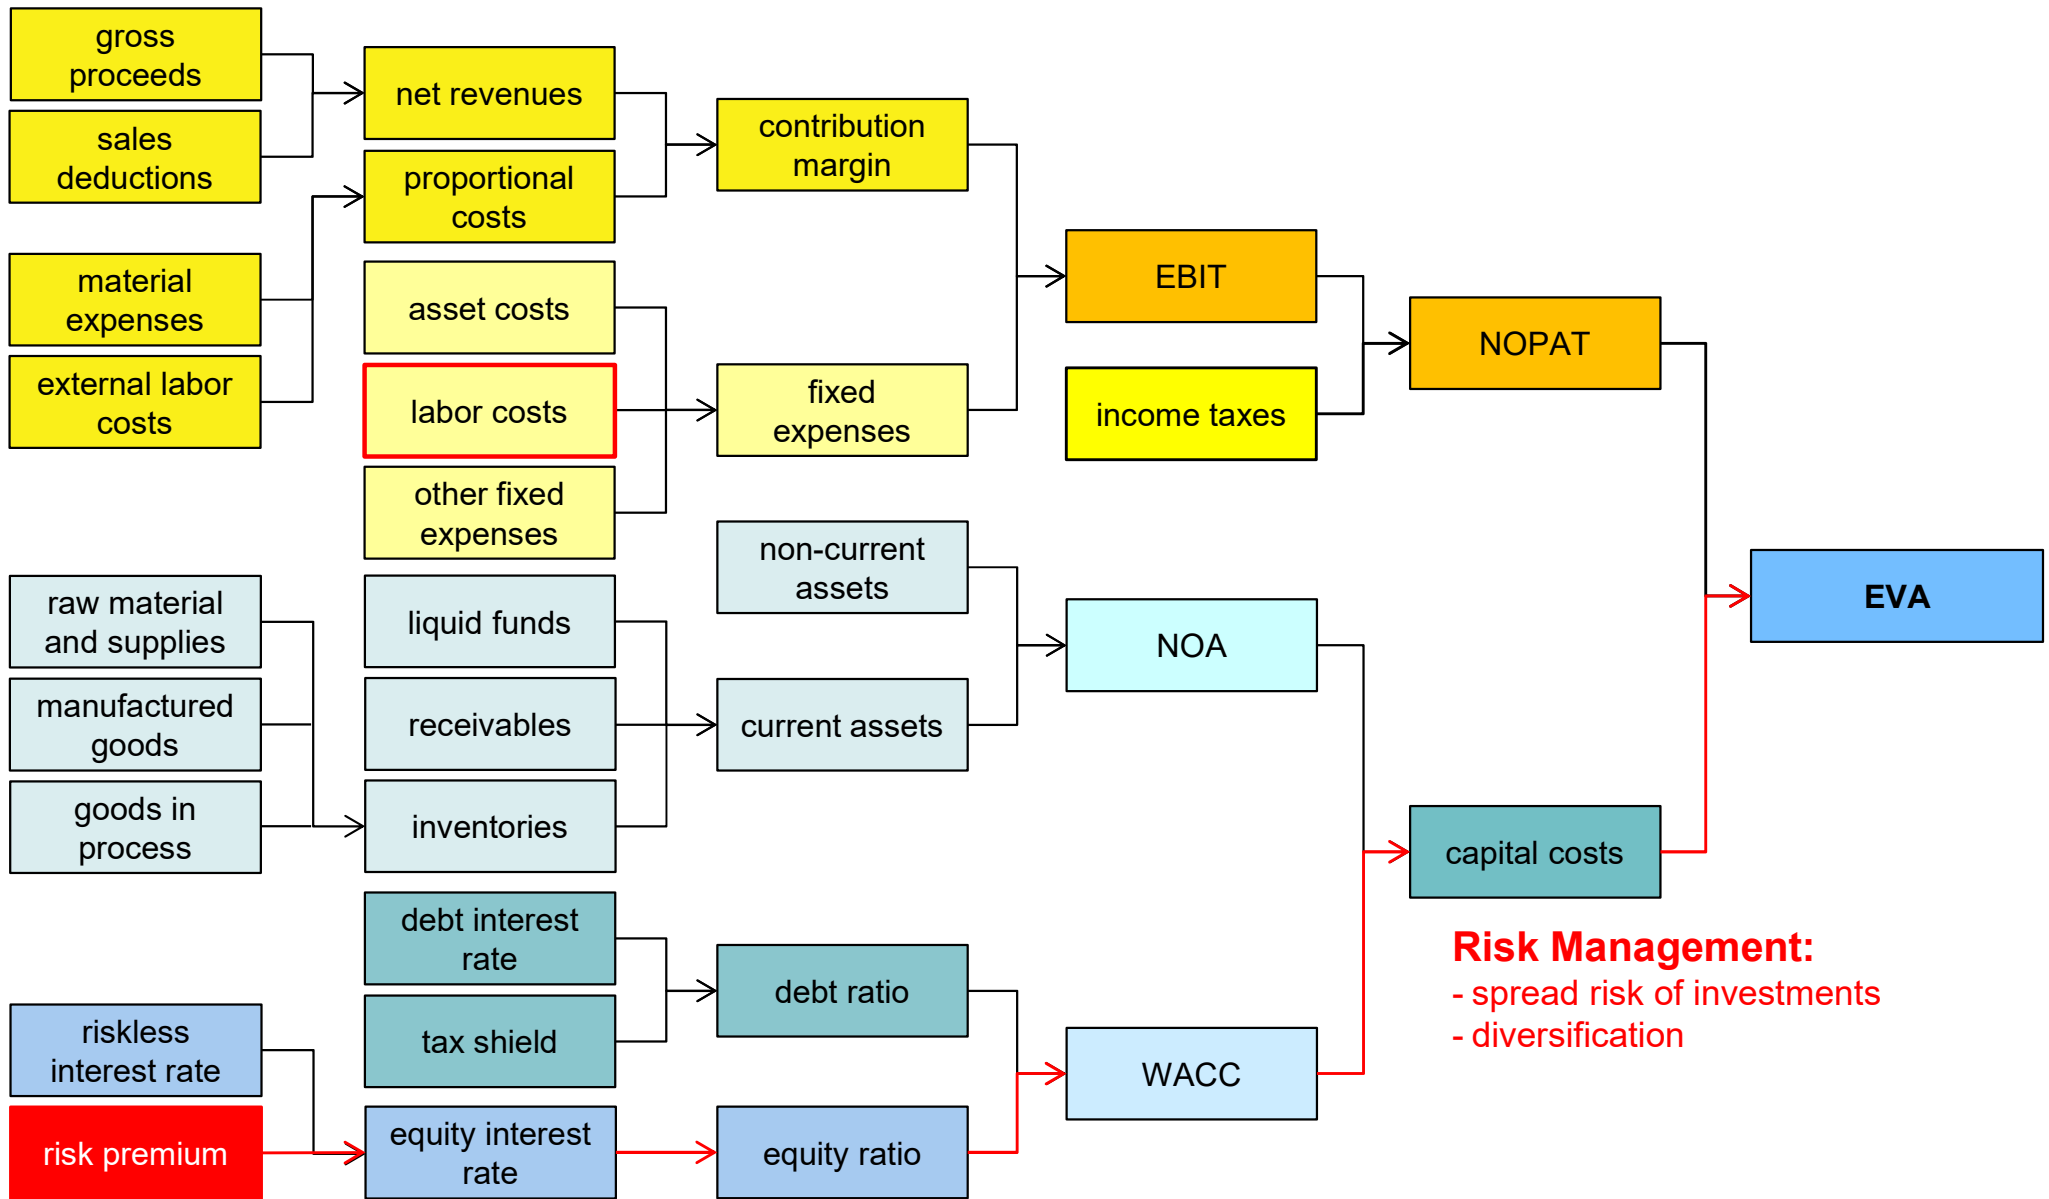 gross
proceeds
sales
deductions
material
expenses
external labor
costs
raw material
and supplies
manufactured
goods
goods in
process
riskless
interest rate
risk premium
net revenues
proportional
costs
asset costs
labor costs
other fixed
expenses
liquid funds
receivables
inventories
debt interest
rate
tax shield
equity interest
rate
contribution
margin
fixed
expenses
non-current
assets
current assets
debt ratio
equity ratio
EBIT
income taxes
NOA
WACC
NOPAT
capital costs
Risk Management:
- spread risk of investments
- diversification
EVA